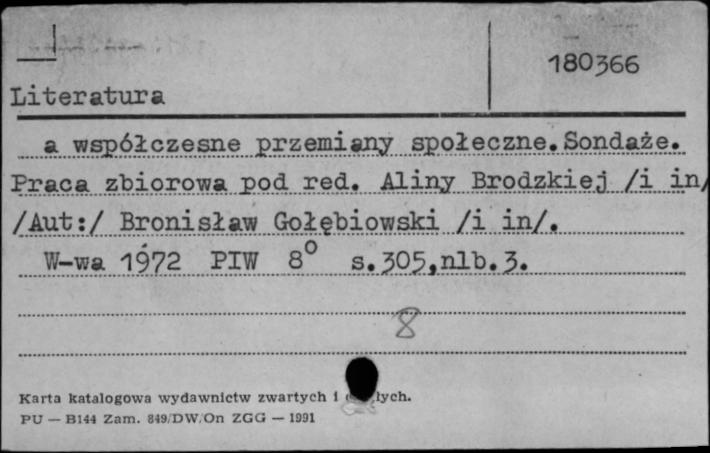 180366
Literatura
a współczesne przemiany społeczne. Sondaże.
Praca zbiorowa pod red. Aliny Brodzkiej /i in/
/Aut:/ Bronisław Gołębiowski /i in/.
W-wa 1972 PIW 8° s.305,nlb.3.
8
Karta katalogowa wydawnictw zwartych i
PU — B144 Zam. 849/DW/On ZGG — 1991